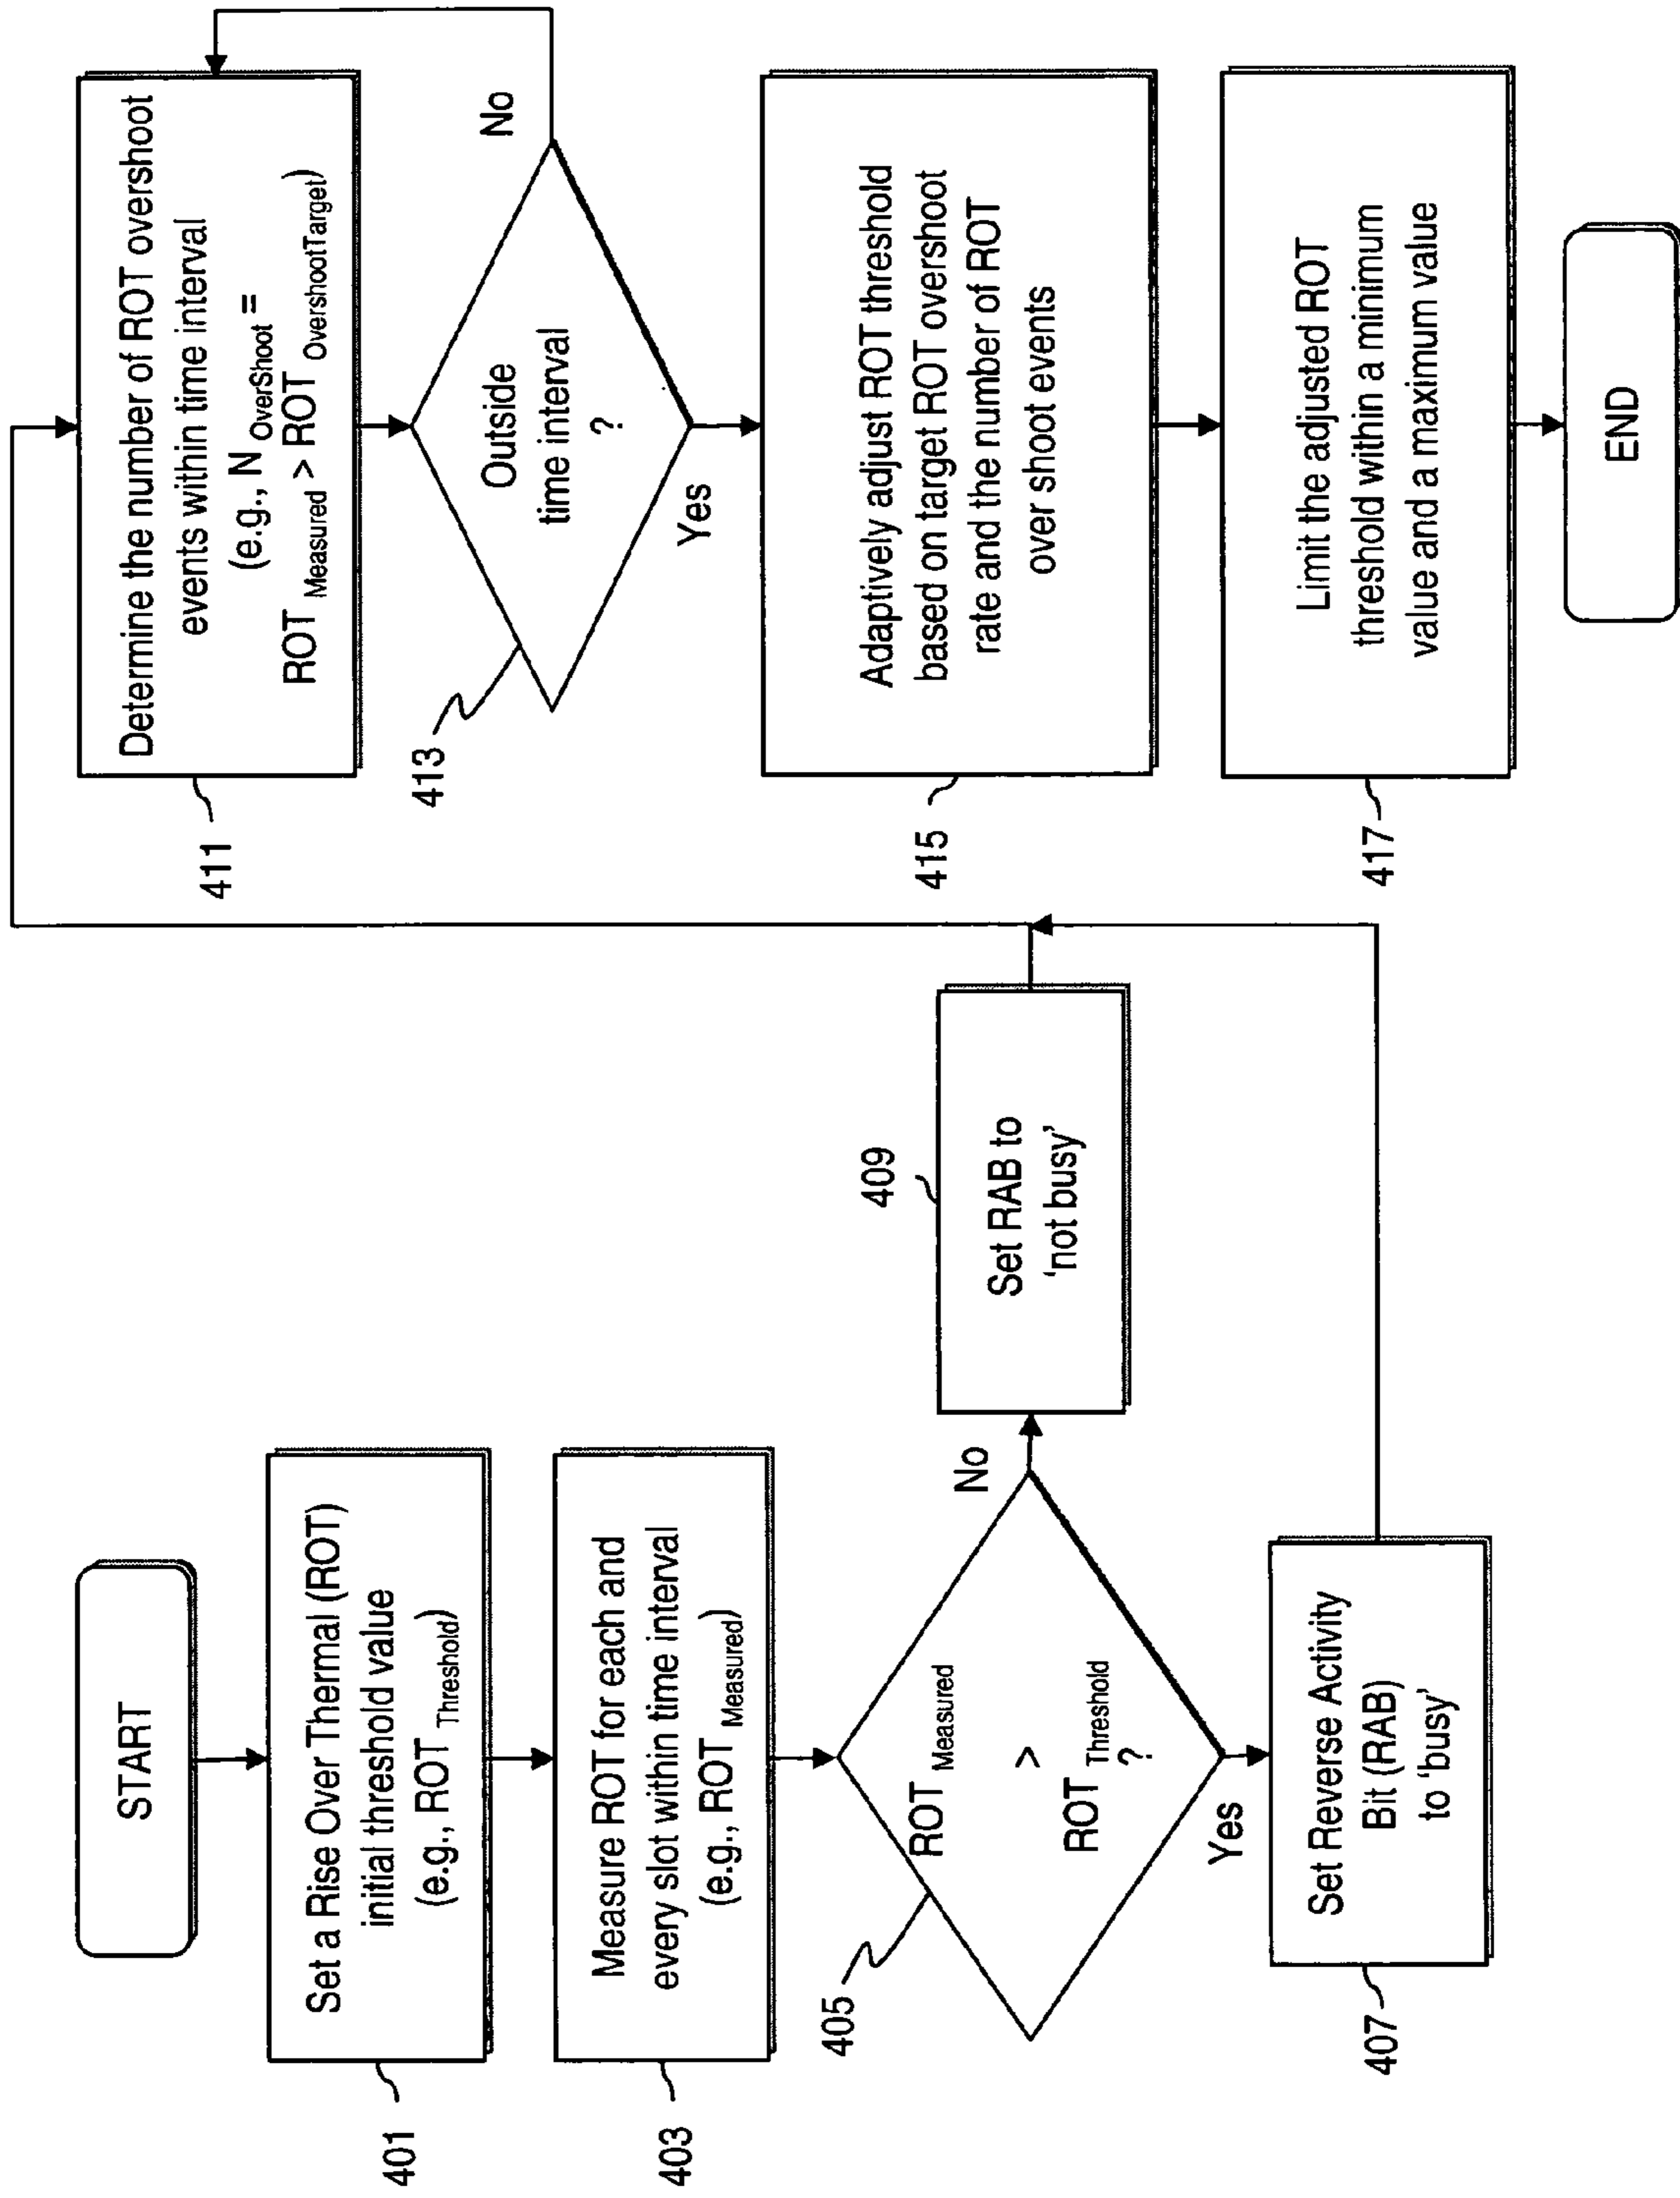 START
Set a Rise Over Thermal (ROT)
initial threshold value
(e.g., ROT Threshold)
401
Measure ROT for each and
every slot within time interval
(e.g., ROT Measured)
403
ROT Measured
>
ROT Threshold
?
405
No
Yes
Set Reverse Activity
Bit (RAB)
to 'busy'
407
409
Set RAB to
'not busy'
Determine the number of ROT overshoot
events within time interval
(e.g., N OverShoot =
ROT Measured > ROT OvershootTarget)
411
Outside
time interval
?
413
No
Yes
Adaptively adjust ROT threshold
based on target ROT overshoot
rate and the number of ROT
over shoot events
415
Limit the adjusted ROT
threshold within a minimum
value and a maximum value
417
END